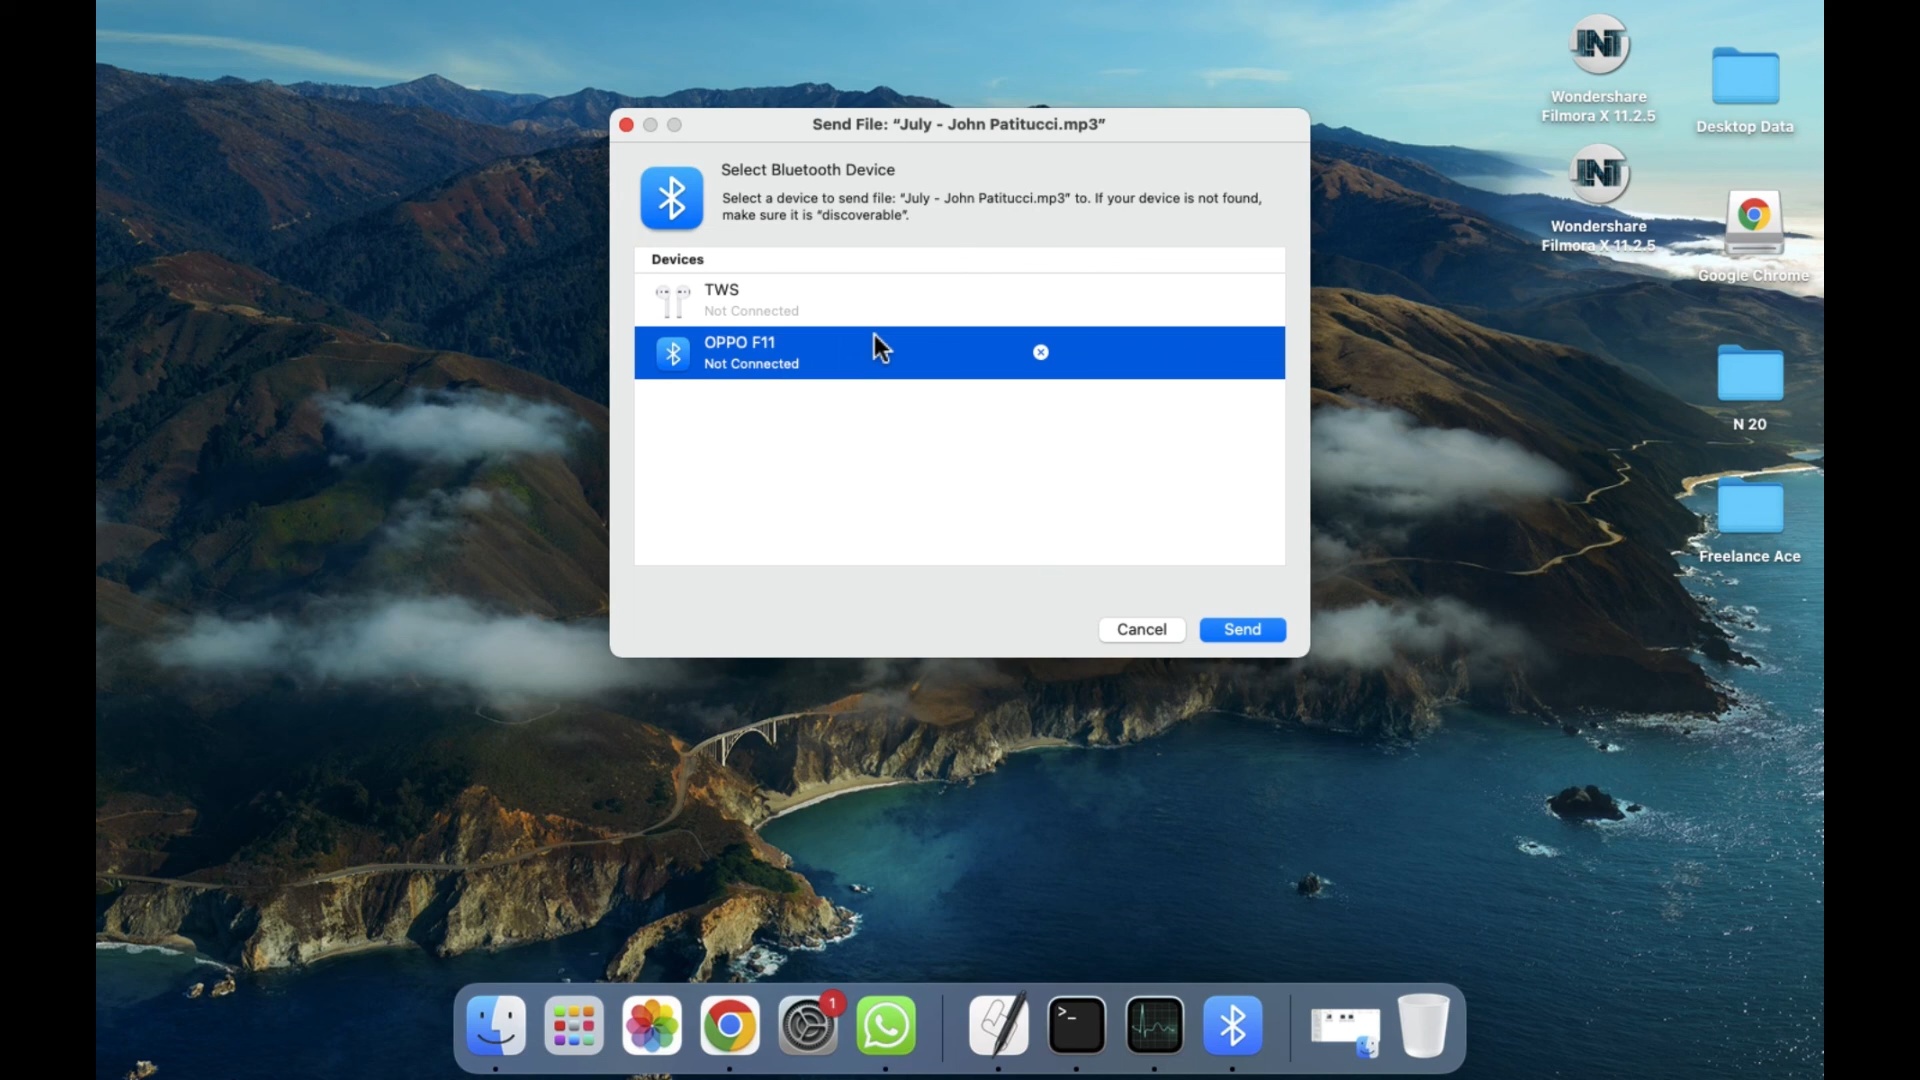 Send File: “July - John Patitucci.mp3”
Select Bluetooth Device
Select a device to send file: “July - John Patitucci.mp3” to. If your device is not found,
make sure it is “discoverable”.
Devices
TWS
Not Connected
OPPO F11
Not Connected
Cancel
Send
Wondershare
Filmora X 11.2.5
Desktop Data
Wondershare
Filmora X 11.2.5
Google Chrome
N 20
Freelance Ace
1
>_